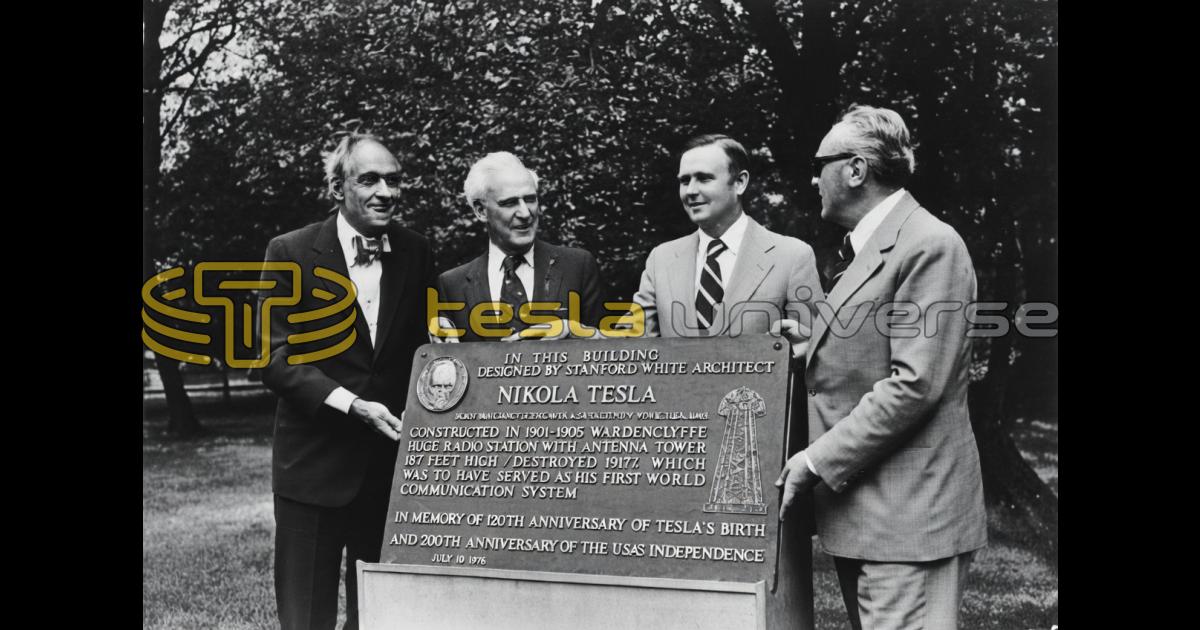 tesla universe
IN THIS BUILDING
DESIGNED BY STANFORD WHITE ARCHITECT
NIKOLA TESLA
CONSTRUCTED IN 1901-1905 WARDENCLYFFE
HUGE RADIO STATION WITH ANTENNA TOWER
187 FEET HIGH /DESTROYED 1917/. WHICH
WAS TO HAVE SERVED AS HIS FIRST WORLD
COMMUNICATION SYSTEM
IN MEMORY OF 120TH ANNIVERSARY OF TESLA'S BIRTH
AND 200TH ANNIVERSARY OF THE USAS INDEPENDENCE
JULY 10 1976